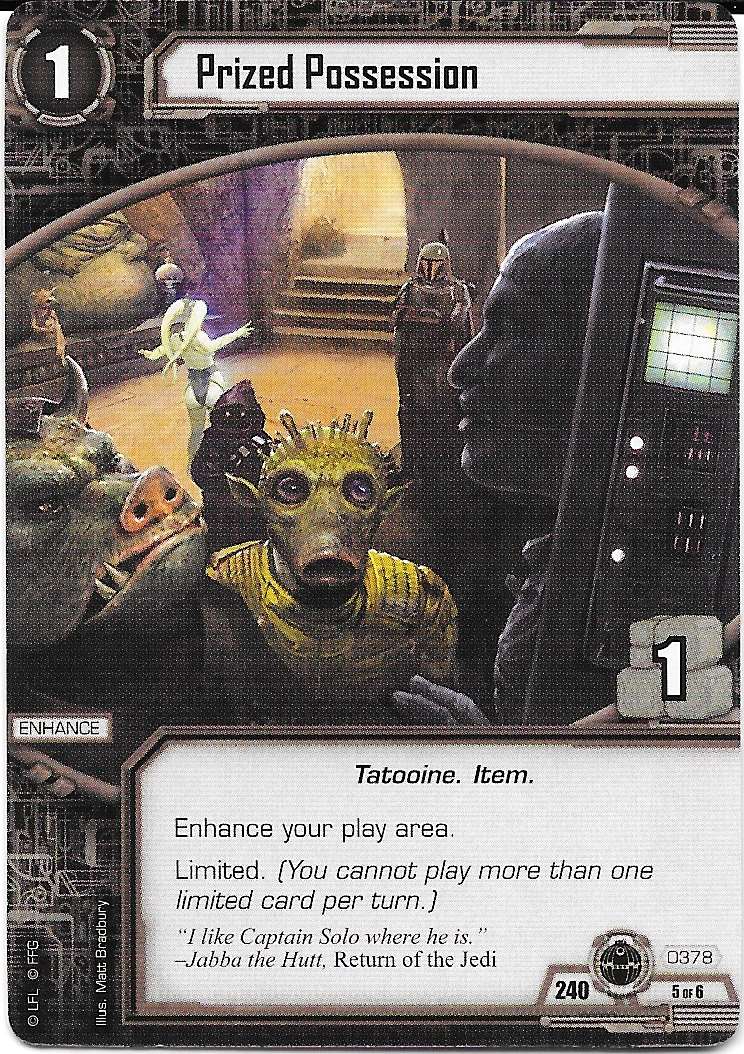 1
Prized Possession
1
ENHANCE
Tatooine. Item.
Enhance your play area.
Limited. (You cannot play more than one
limited card per turn.)
“I like Captain Solo where he is.”
–Jabba the Hutt, Return of the Jedi
© LFL © FFG
Illus. Matt Bradbury
240
0378
5 OF 6